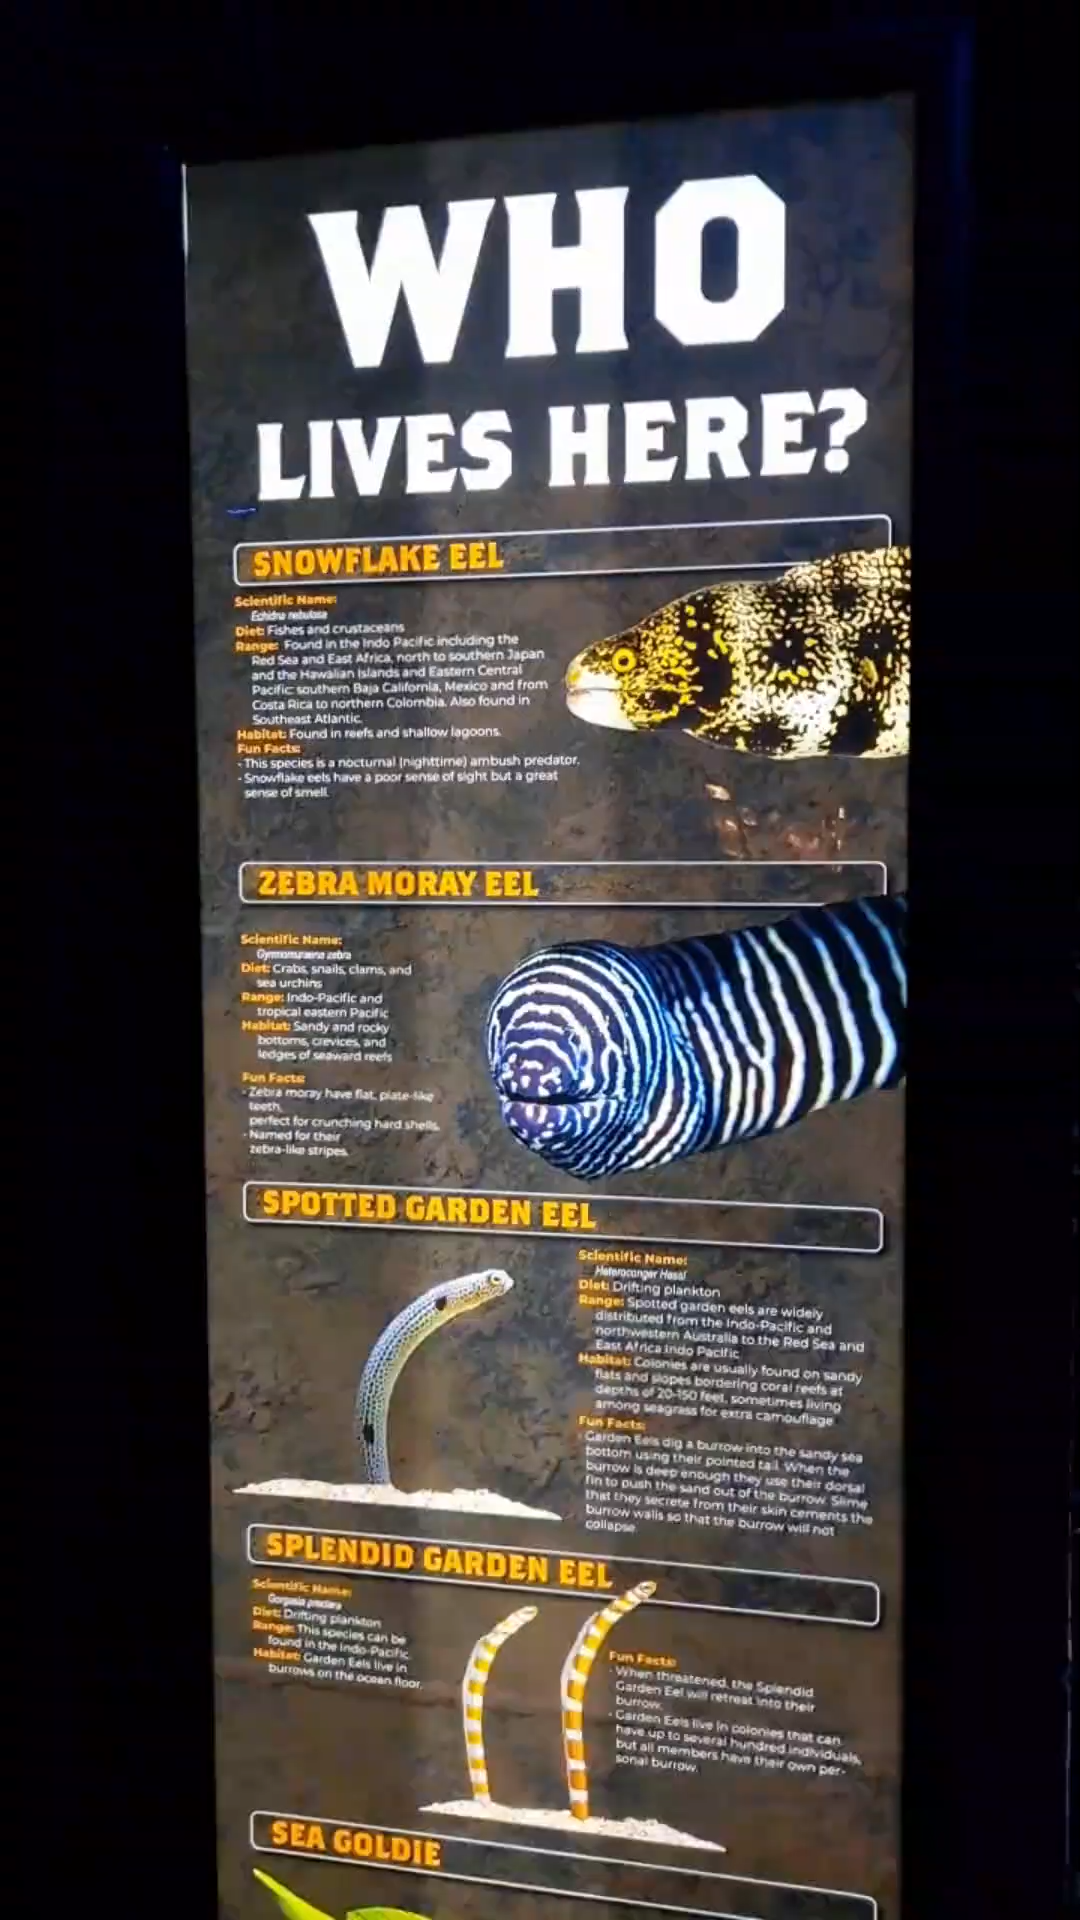 WHO
LIVES HERE?
SNOWFLAKE EEL
Scientific Name:
Echidna nebulosa
Diet: Fishes and crustaceans
Range: Found in the Indo Pacific including the
Red Sea and East Africa, north to southern Japan
and the Hawaiian Islands and Eastern Central
Pacific: southern Baja California, Mexico and from
Costa Rica to northern Colombia. Also found in
Southeast Atlantic.
Habitat: Found in reefs and shallow lagoons.
Fun Facts:
- This species is a nocturnal (nighttime) ambush predator.
- Snowflake eels have a poor sense of sight but a great
sense of smell.
ZEBRA MORAY EEL
Scientific Name:
Gymnomuraena zebra
Diet: Crabs, snails, clams, and
sea urchins
Range: Indo-Pacific and
tropical eastern Pacific
Habitat: Sandy and rocky
bottoms, crevices, and
ledges of seaward reefs
Fun Facts:
- Zebra moray have flat, plate-like
teeth,
perfect for crunching hard shells.
- Named for their
zebra-like stripes.
SPOTTED GARDEN EEL
Scientific Name:
Heteroconger Hassi
Diet: Drifting plankton
Range: Spotted garden eels are widely
distributed from the Indo-Pacific and
northwestern Australia to the Red Sea and
East Africa Indo Pacific
Habitat: Colonies are usually found on sandy
flats and slopes bordering coral reefs at
depths of 20-150 feet, sometimes living
among seagrass for extra camouflage
Fun Facts:
- Garden Eels dig a burrow into the sandy sea
bottom using their pointed tail. When the
burrow is deep enough they use their dorsal
fin to push the sand out of the burrow. Slime
that they secrete from their skin cements the
burrow walls so that the burrow will not
collapse.
SPLENDID GARDEN EEL
Scientific Name:
Gorgasia preclara
Diet: Drifting plankton
Range: This species can be
found in the Indo-Pacific.
Habitat: Garden Eels live in
burrows on the ocean floor.
Fun Facts:
- When threatened, the Splendid
Garden Eel will retreat into their
burrow.
- Garden Eels live in colonies that can
have up to several hundred individuals,
but all members have their own per-
sonal burrow.
SEA GOLDIE